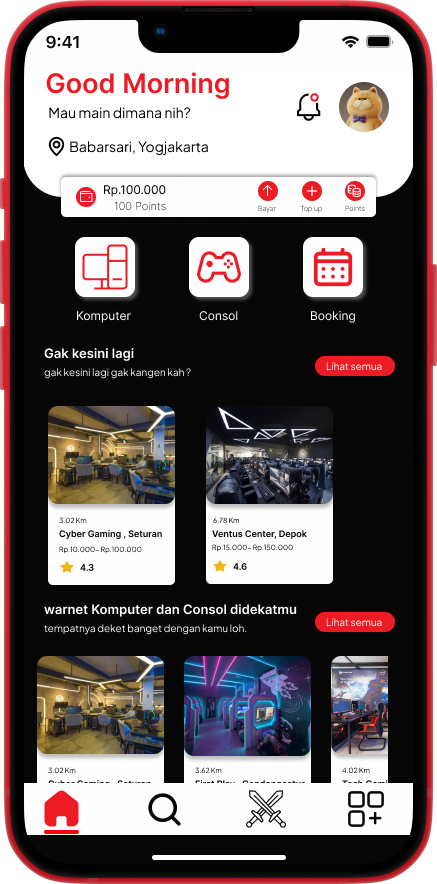 9:41
Good Morning
Mau main dimana nih?
Babarsari, Yogjakarta
Rp.100.000
100 Points
Bayar
Top up
Points
Komputer
Consol
Booking
Gak kesini lagi
gak kesini lagi gak kangen kah ?
Lihat semua
3.02 Km
Cyber Gaming , Seturan
Rp.10.000- Rp.100.000
4.3
6.78 Km
Ventus Center, Depok
Rp.15.000- Rp.150.000
4.6
warnet Komputer dan Consol didekatmu
tempatnya deket banget dengan kamu loh.
Lihat semua
3.02 Km
Cyber Gaming , Seturan
3.62 Km
First Play , Condongcatur
4.02 Km
Tech Gami